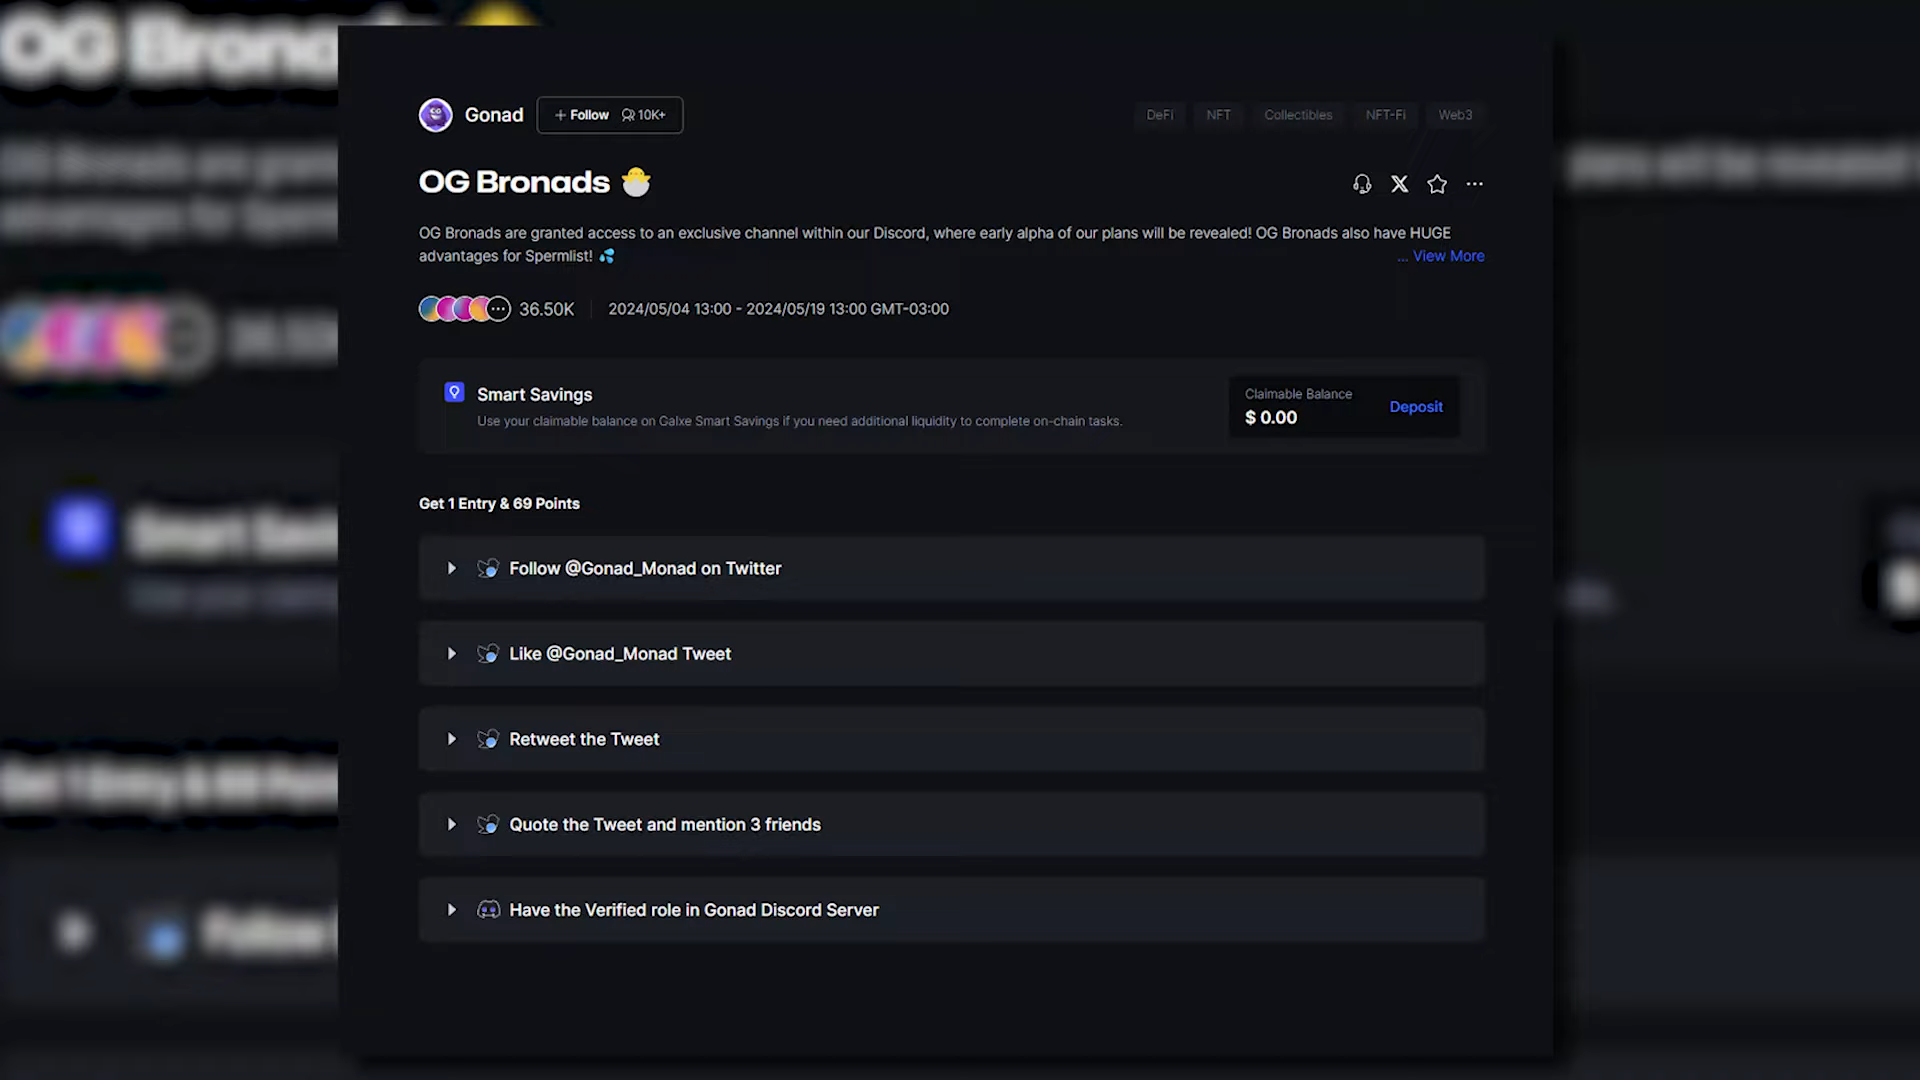 Gonad
+ Follow 10K+
DeFi
NFT
Collectibles
NFT-Fi
Web3
OG Bronads
OG Bronads are granted access to an exclusive channel within our Discord, where early alpha of our plans will be revealed! OG Bronads also have HUGE
advantages for Spermlist!
... View More
36.50K
2024/05/04 13:00 - 2024/05/19 13:00 GMT-03:00
Smart Savings
Use your claimable balance on Galxe Smart Savings if you need additional liquidity to complete on-chain tasks.
Claimable Balance
$ 0.00
Deposit
Get 1 Entry & 69 Points
Follow @Gonad_Monad on Twitter
Like @Gonad_Monad Tweet
Retweet the Tweet
Quote the Tweet and mention 3 friends
Have the Verified role in Gonad Discord Server